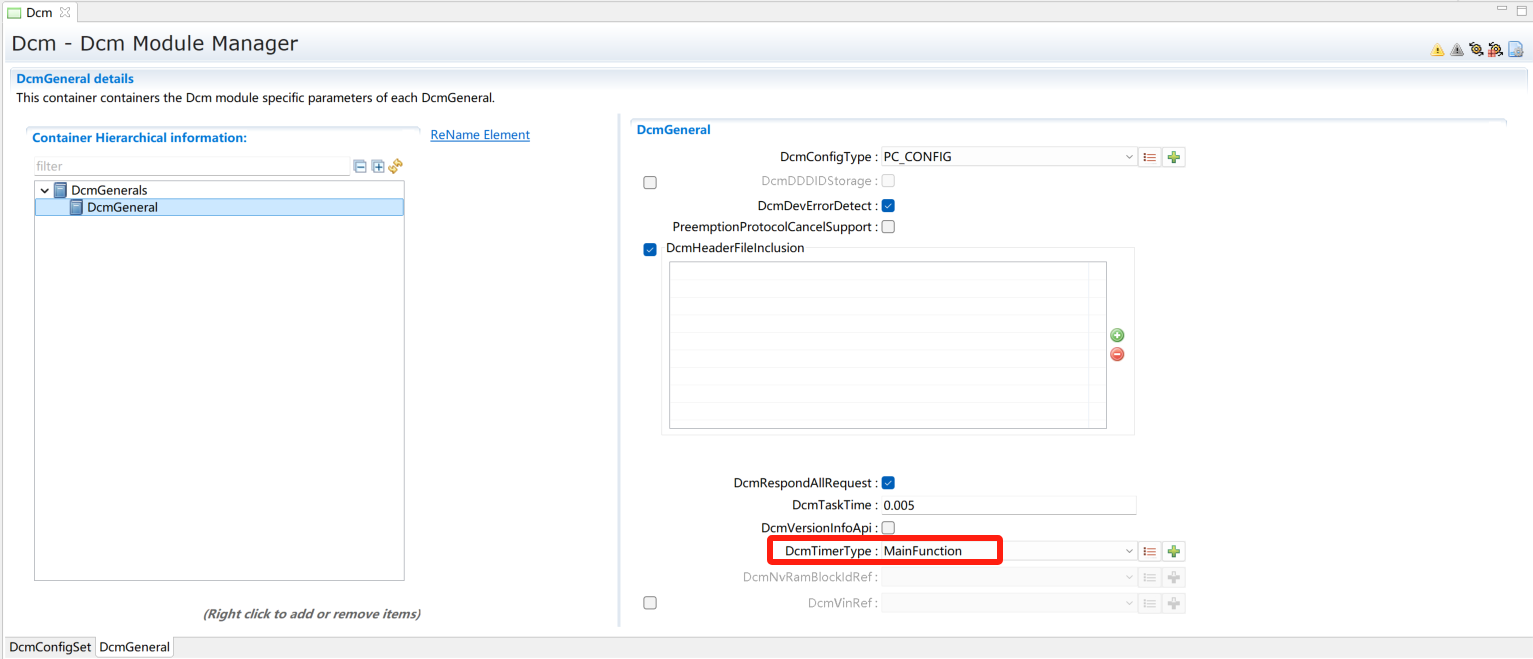 Dcm
Dcm - Dcm Module Manager
DcmGeneral details
This container containers the Dcm module specific parameters of each DcmGeneral.
Container Hierarchical information:
ReName Element
filter
DcmGenerals
DcmGeneral
(Right click to add or remove items)
DcmGeneral
DcmConfigType : PC_CONFIG
DcmDDDIDStorage :
DcmDevErrorDetect :
PreemptionProtocolCancelSupport :
DcmHeaderFileInclusion
DcmRespondAllRequest :
DcmTaskTime : 0.005
DcmVersionInfoApi :
DcmTimerType : MainFunction
DcmNvRamBlockIdRef :
DcmVinRef :
DcmConfigSet DcmGeneral